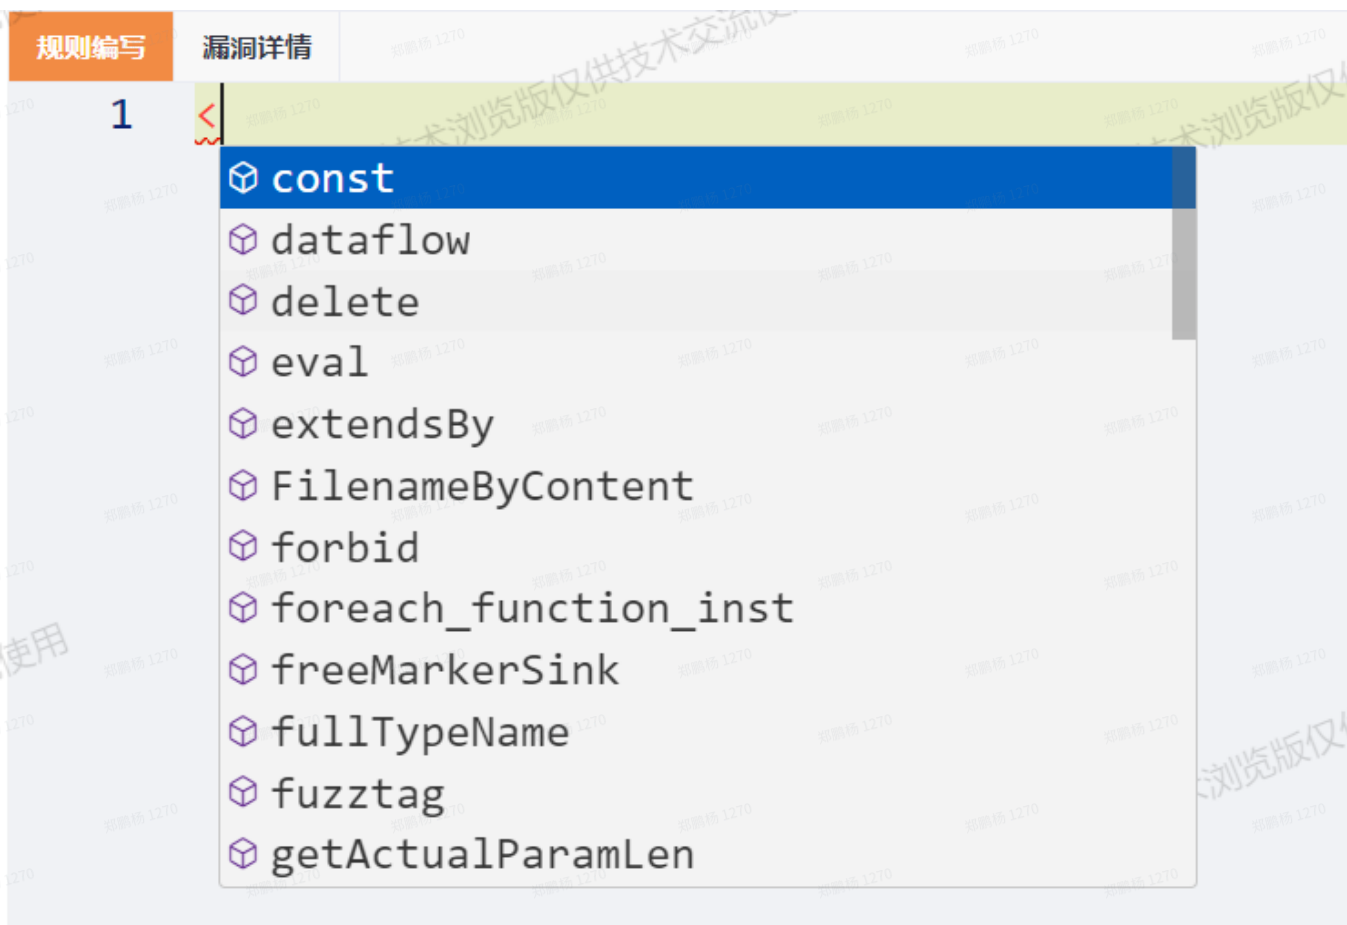 规则编写 漏洞详情
1 <
const
dataflow
delete
eval
extendsBy
FilenameByContent
forbid
foreach_function_inst
freeMarkerSink
fullTypeName
fuzztag
getActualParamLen